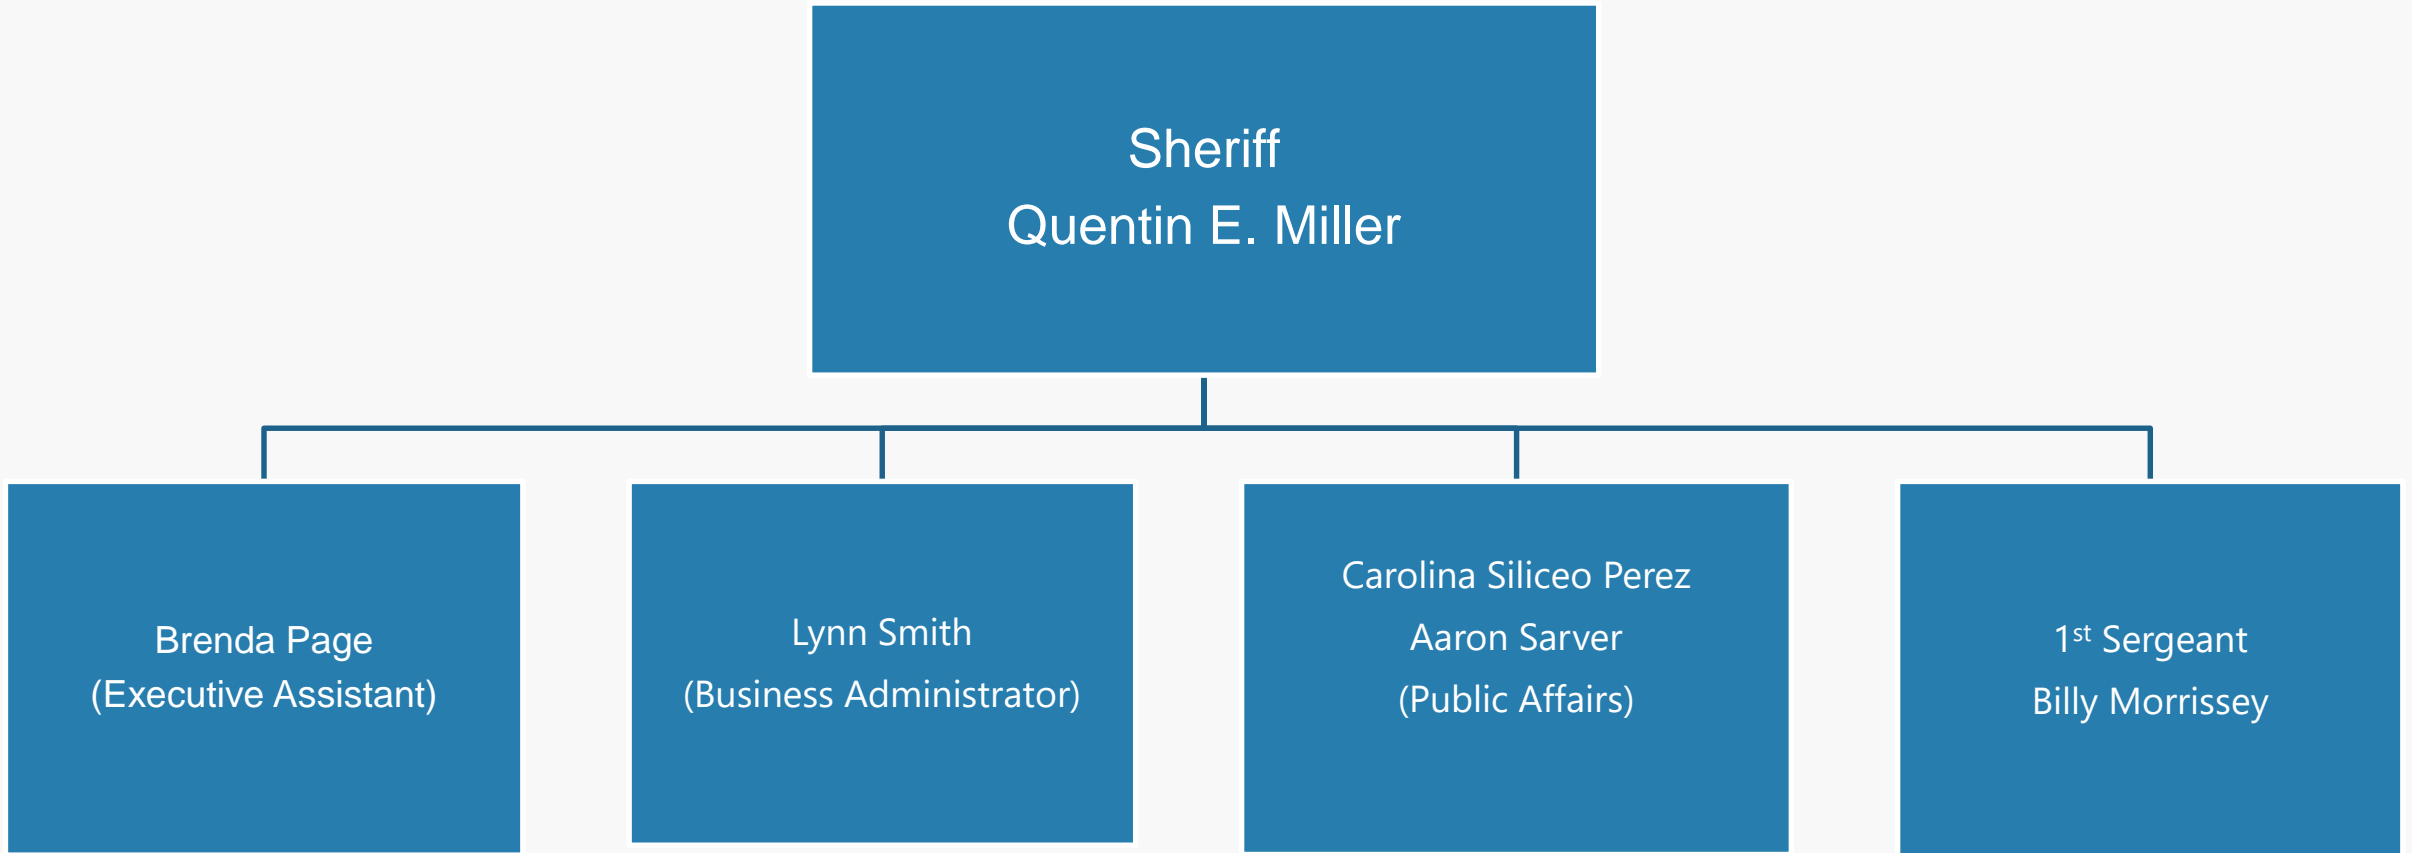 Sheriff
Quentin E. Miller
Brenda Page
(Executive Assistant)
Lynn Smith
(Business Administrator)
Carolina Siliceo Perez
Aaron Sarver
(Public Affairs)
1st Sergeant
Billy Morrissey